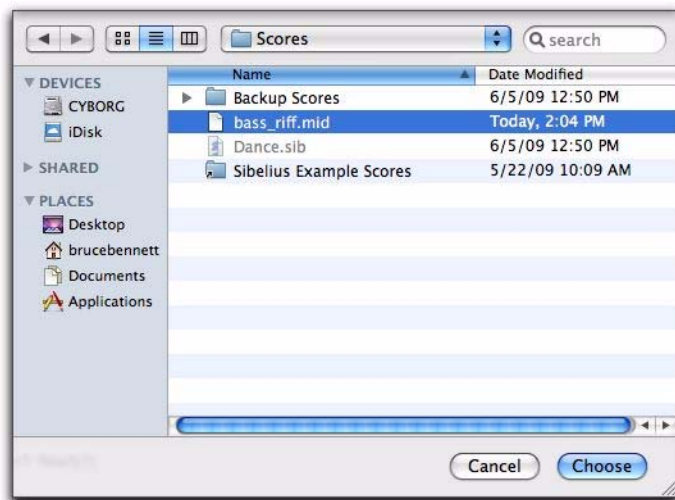 Scores
search
DEVICES
CYBORG
iDisk
SHARED
PLACES
Desktop
brucebennett
Documents
Applications
Name Date Modified
Backup Scores 6/5/09 12:50 PM
bass_riff.mid Today, 2:04 PM
Dance.sib 6/5/09 12:50 PM
Sibelius Example Scores 5/22/09 10:09 AM
Cancel Choose